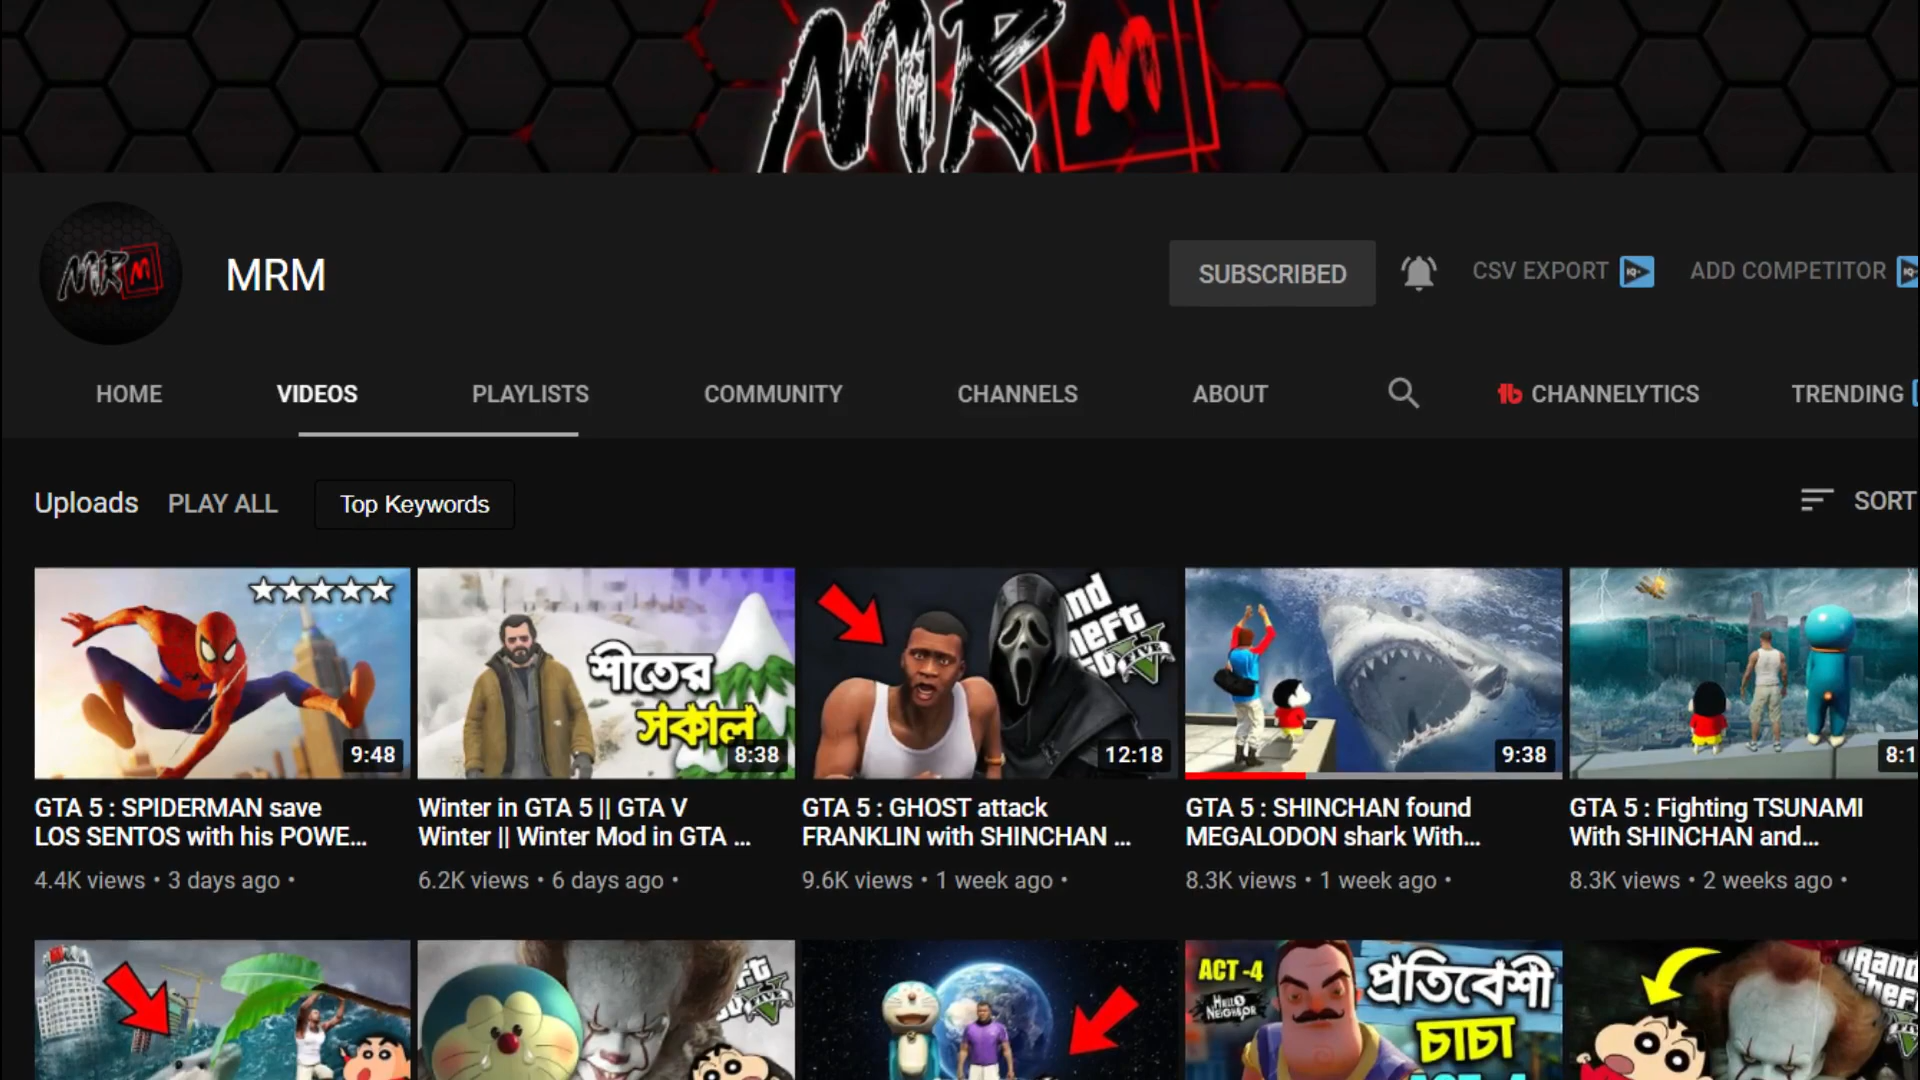 MRM
MRM
MRM
SUBSCRIBED
CSV EXPORT
ADD COMPETITOR
HOME
VIDEOS
PLAYLISTS
COMMUNITY
CHANNELS
ABOUT
CHANNELYTICS
TRENDING
Uploads
PLAY ALL
Top Keywords
SORT
9:48
শীতের
সকাল
8:38
FIVE
12:18
9:38
GTA 5 : SPIDERMAN save
LOS SENTOS with his POWE...
4.4K views • 3 days ago •
Winter in GTA 5 || GTA V
Winter || Winter Mod in GTA ...
6.2K views • 6 days ago •
GTA 5 : GHOST attack
FRANKLIN with SHINCHAN ...
9.6K views • 1 week ago •
GTA 5 : SHINCHAN found
MEGALODON shark With...
8.3K views • 1 week ago •
GTA 5 : Fighting TSUNAMI
With SHINCHAN and...
8.3K views • 2 weeks ago •
ACT -4
HELLO
NEIGHBOR
প্রতিবেশী
চাচা